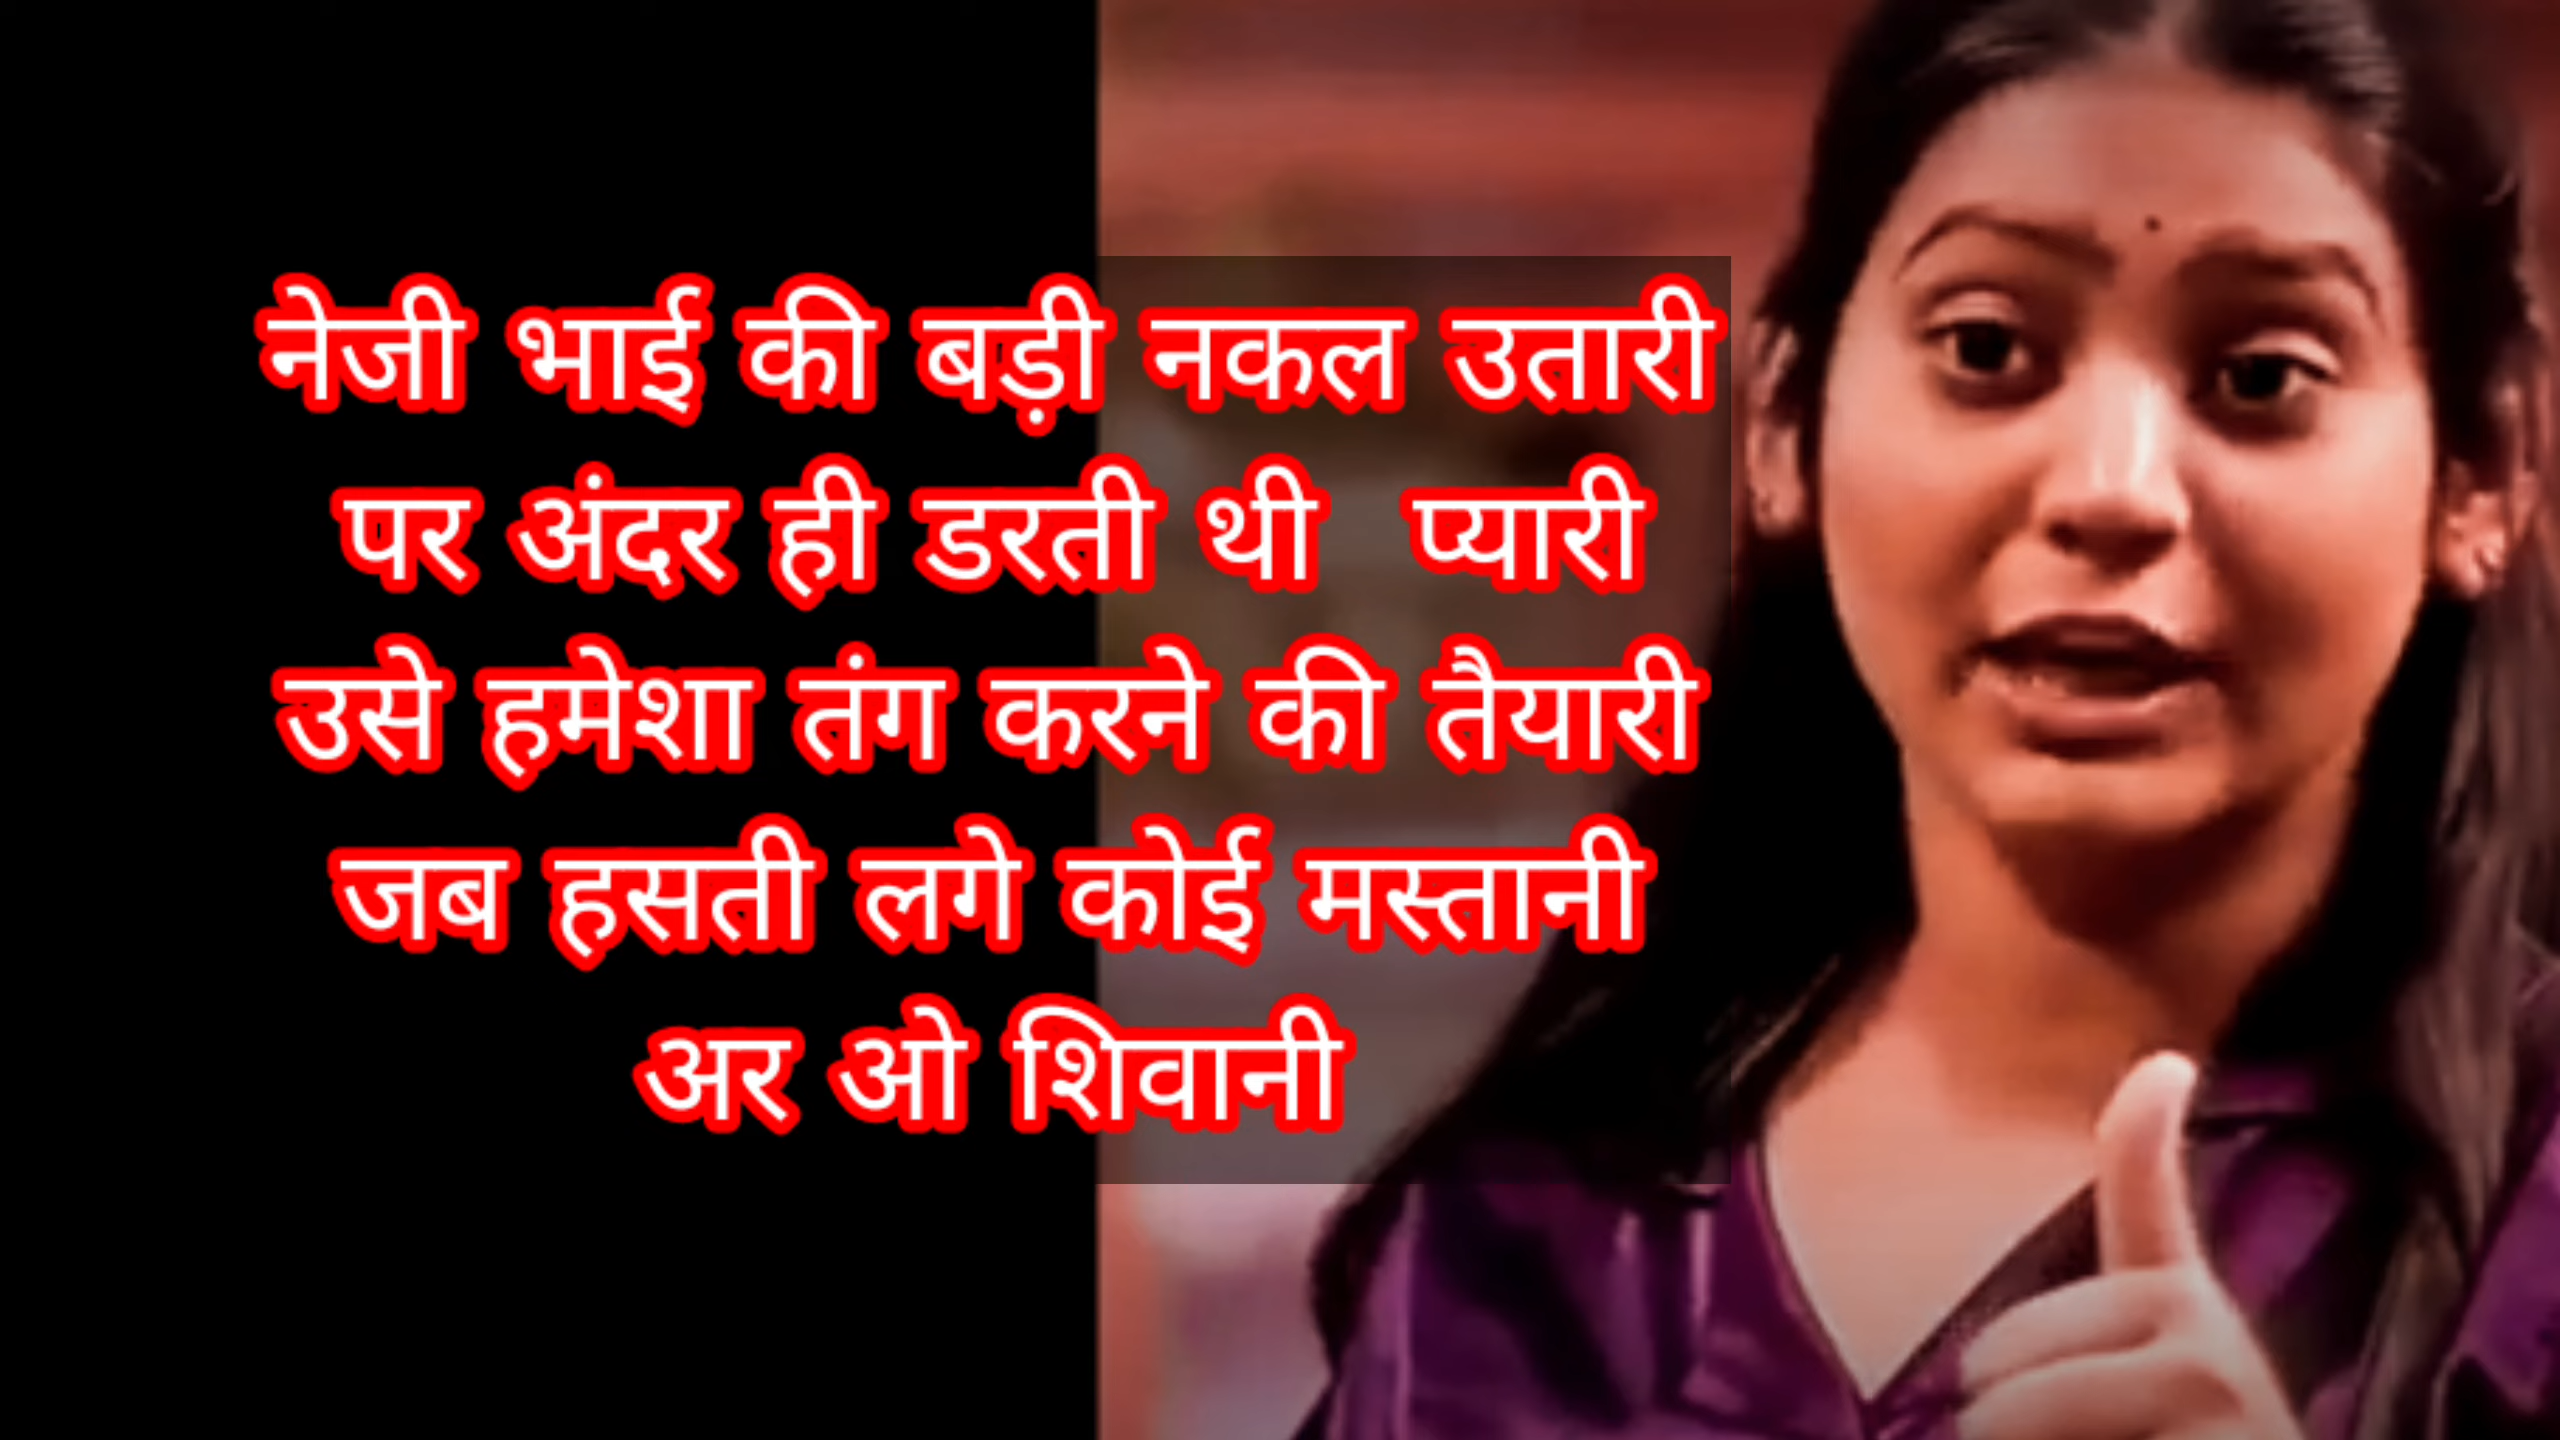 नेजी भाई की बड़ी नकल उतारी
पर अंदर ही डरती थी प्यारी
उसे हमेशा तंग करने की तैयारी
जब हसती लगे कोई मस्तानी
अर ओ शिवानी